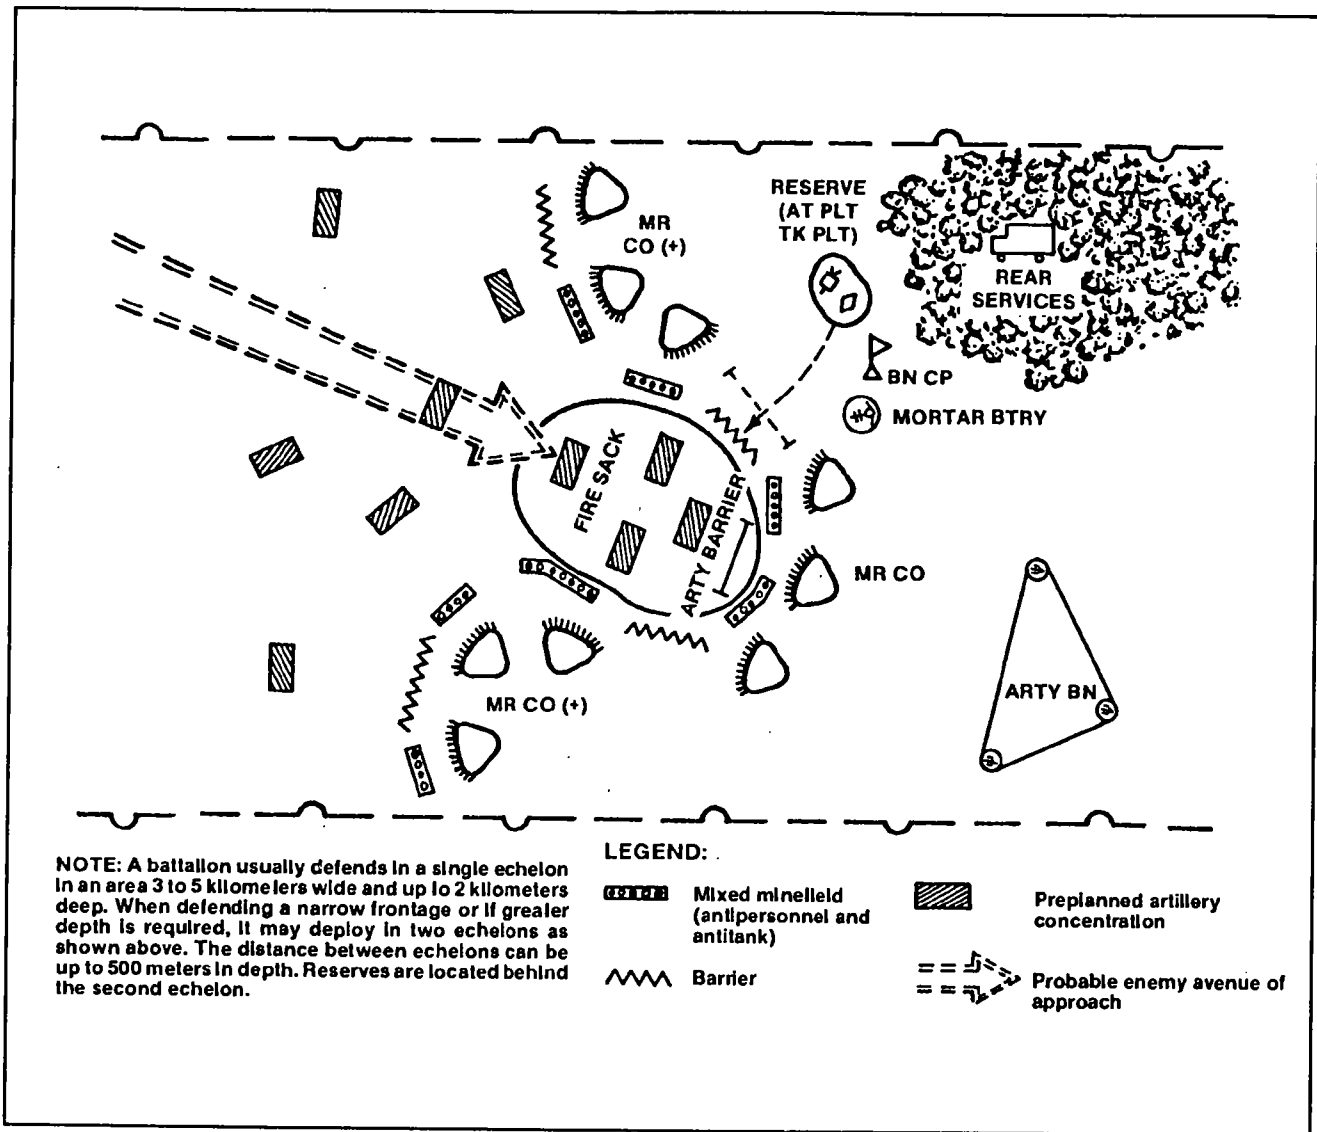 RESERVE
(AT PLT
TK PLT)
MR
CO (+)
REAR
SERVICES
BN CP
MORTAR BTRY
FIRE SACK
ARTY BARRIER
MR CO
MR CO (+)
ARTY BN
NOTE: A battalion usually defends in a single echelon
in an area 3 to 5 kilometers wide and up to 2 kilometers
deep. When defending a narrow frontage or if greater
depth is required, it may deploy in two echelons as
shown above. The distance between echelons can be
up to 500 meters in depth. Reserves are located behind
the second echelon.
LEGEND:
Mixed minefield
(antipersonnel and
antitank)
Barrier
Preplanned artillery
concentration
Probable enemy avenue of
approach